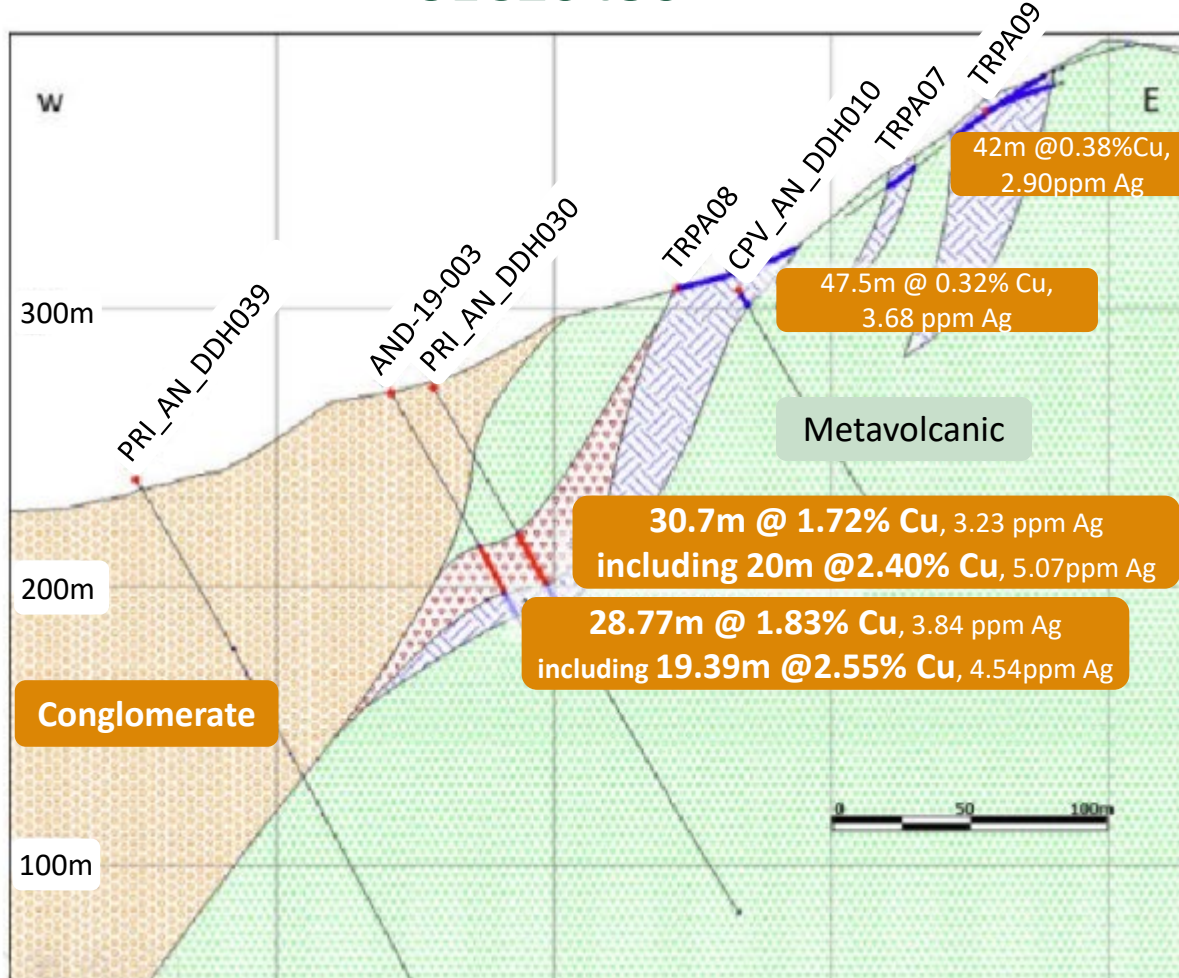 W
E
TRPA09
TRPA07
CPV_AN_DDH010
TRPA08
PRI_AN_DDH030
AND-19-003
PRI_AN_DDH039
42m @0.38%Cu,
2.90ppm Ag
47.5m @ 0.32% Cu,
3.68 ppm Ag
300m
Metavolcanic
30.7m @ 1.72% Cu, 3.23 ppm Ag
including 20m @2.40% Cu, 5.07ppm Ag
200m
28.77m @ 1.83% Cu, 3.84 ppm Ag
including 19.39m @2.55% Cu, 4.54ppm Ag
Conglomerate
0 50 100m
100m